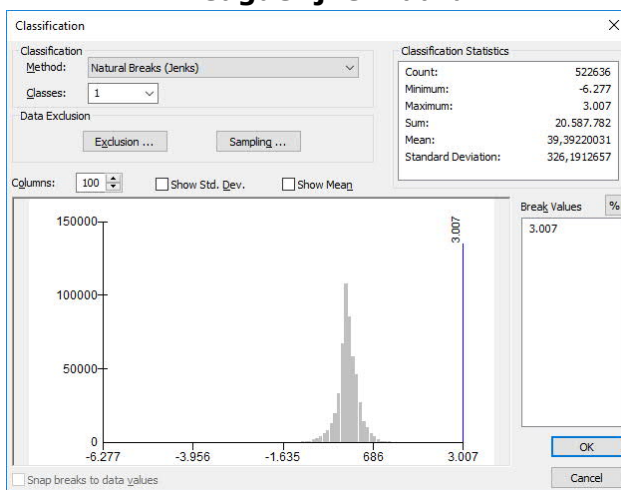 Classification
Classification
Method: Natural Breaks (Jenks)
Classes: 1
Data Exclusion
Exclusion ...
Sampling ...
Classification Statistics
Count: 522636
Minimum: -6.277
Maximum: 3.007
Sum: 20.587.782
Mean: 39,39220031
Standard Deviation: 326,1912657
Columns: 100
Show Std. Dev.
Show Mean
Break Values
%
3.007
150000
100000
50000
0
-6.277
-3.956
-1.635
686
3.007
3.007
OK
Cancel
Snap breaks to data values